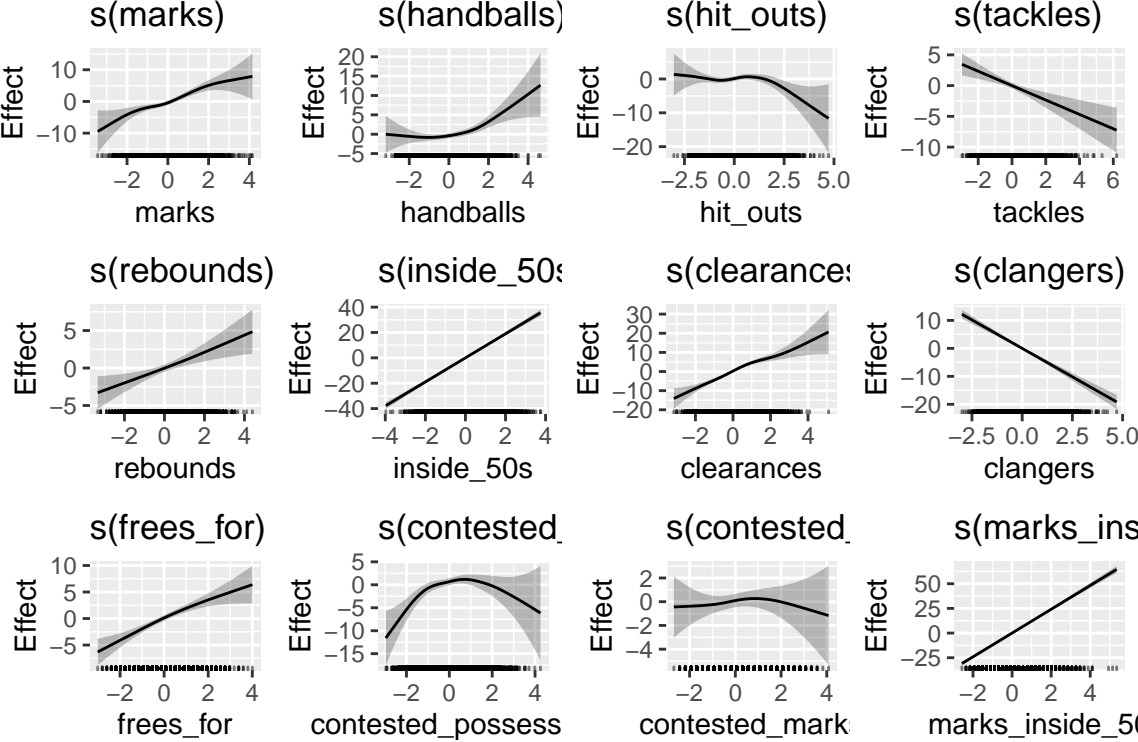 s(marks)
Effect
10
0
−10
−2 0 2 4
marks
s(handballs)
Effect
20
15
10
5
0
−5
−2 0 2 4
handballs
s(hit_outs)
Effect
0
−10
−20
−2.5 0.0 2.5 5.0
hit_outs
s(tackles)
Effect
5
0
−5
−10
−2 0 2 4 6
tackles
s(rebounds)
Effect
5
0
−5
−2 0 2 4
rebounds
s(inside_50s
Effect
40
20
0
−20
−40
−4 −2 0 2 4
inside_50s
s(clearances
Effect
30
20
10
0
−10
−20
−2 0 2 4
clearances
s(clangers)
Effect
10
0
−10
−20
−2.5 0.0 2.5 5.0
clangers
s(frees_for)
Effect
10
5
0
−5
−2 0 2 4
frees_for
s(contested_
Effect
5
0
−5
−10
−15
−2 0 2 4
contested_possess
s(contested_
Effect
2
0
−2
−4
−2 0 2 4
contested_marks
s(marks_ins
Effect
50
25
0
−25
−2 0 2 4
marks_inside_50